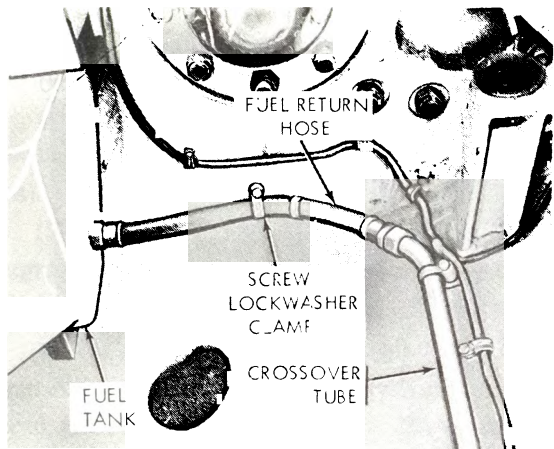 FUEL RETURN
HOSE
SCREW
LOCKWASHER
CLAMP
CROSSOVER
TUBE
FUEL
TANK